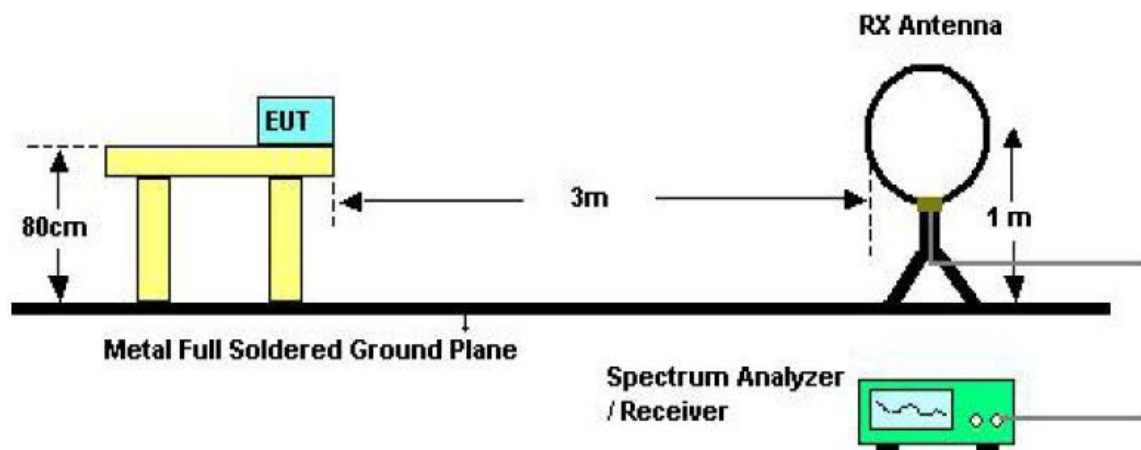 RX Antenna
EUT
3m
80cm
1 m
Metal Full Soldered Ground Plane
Spectrum Analyzer
/ Receiver